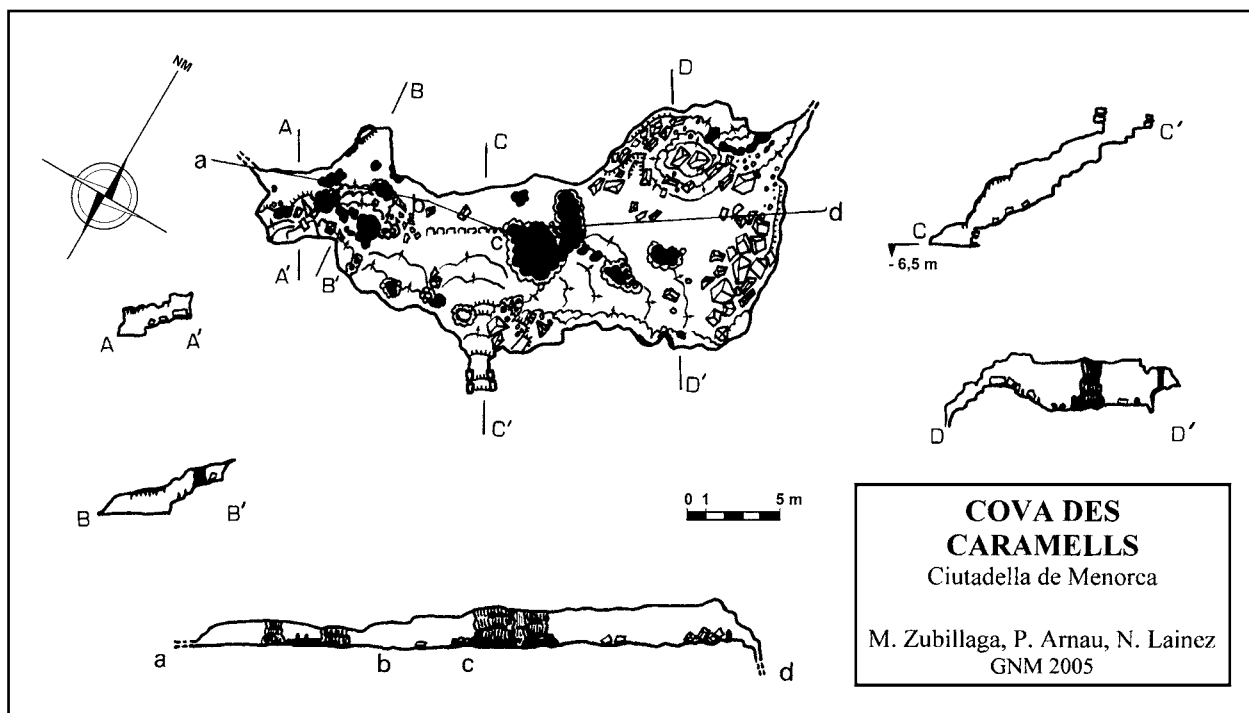 NM
A
B
C
D
a
b
c
d
A'
B'
C'
D'
C
C'
- 6,5 m
A
A'
D
D'
B
B'
0 1 5 m
a
b
c
d
COVA DES
CARAMELLS
Ciutadella de Menorca
M. Zubillaga, P. Arnau, N. Lainez
GNM 2005